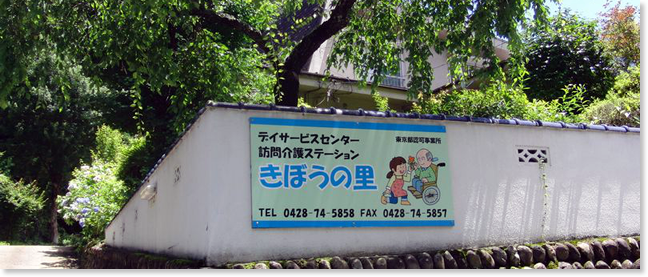 デイサービスセンター
東京都認可事業所
訪問介護ステーション
きぼうの里
TEL 0428-74-5858 FAX 0428-74-5857